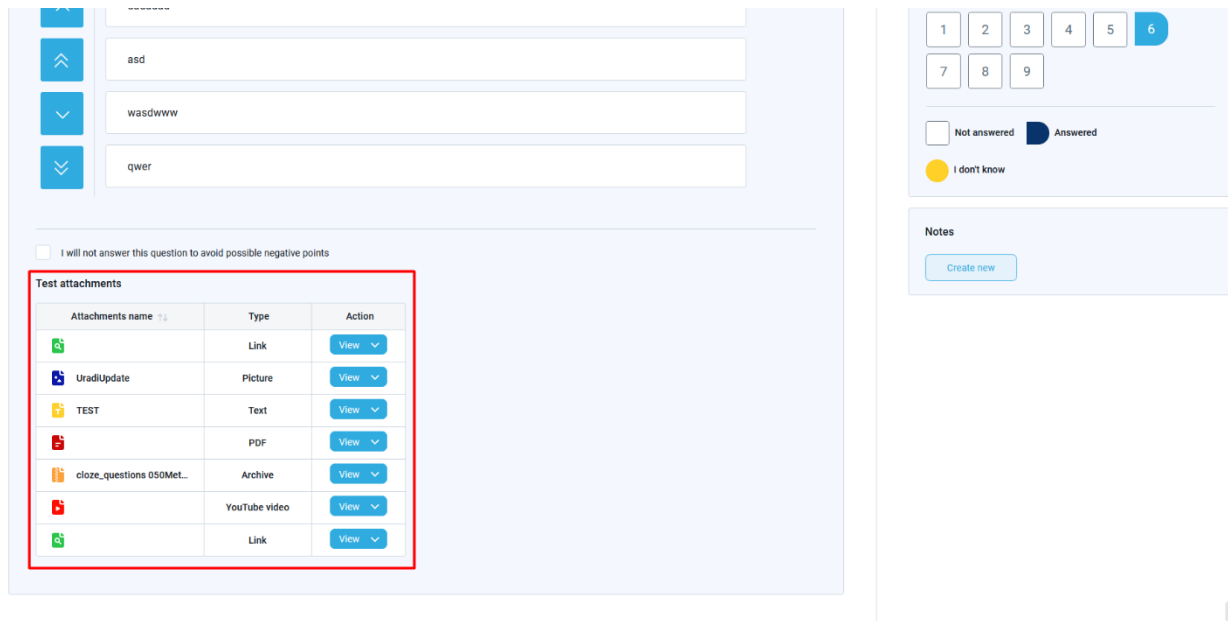 asd
wasdwww
qwer
I will not answer this question to avoid possible negative points
Test attachments
Attachments name Type Action
Link View
UradiUpdate Picture View
TEST Text View
PDF View
cloze_questions 050Met... Archive View
YouTube video View
Link View
1 2 3 4 5 6
7 8 9
Not answered Answered
I don't know
Notes
Create new